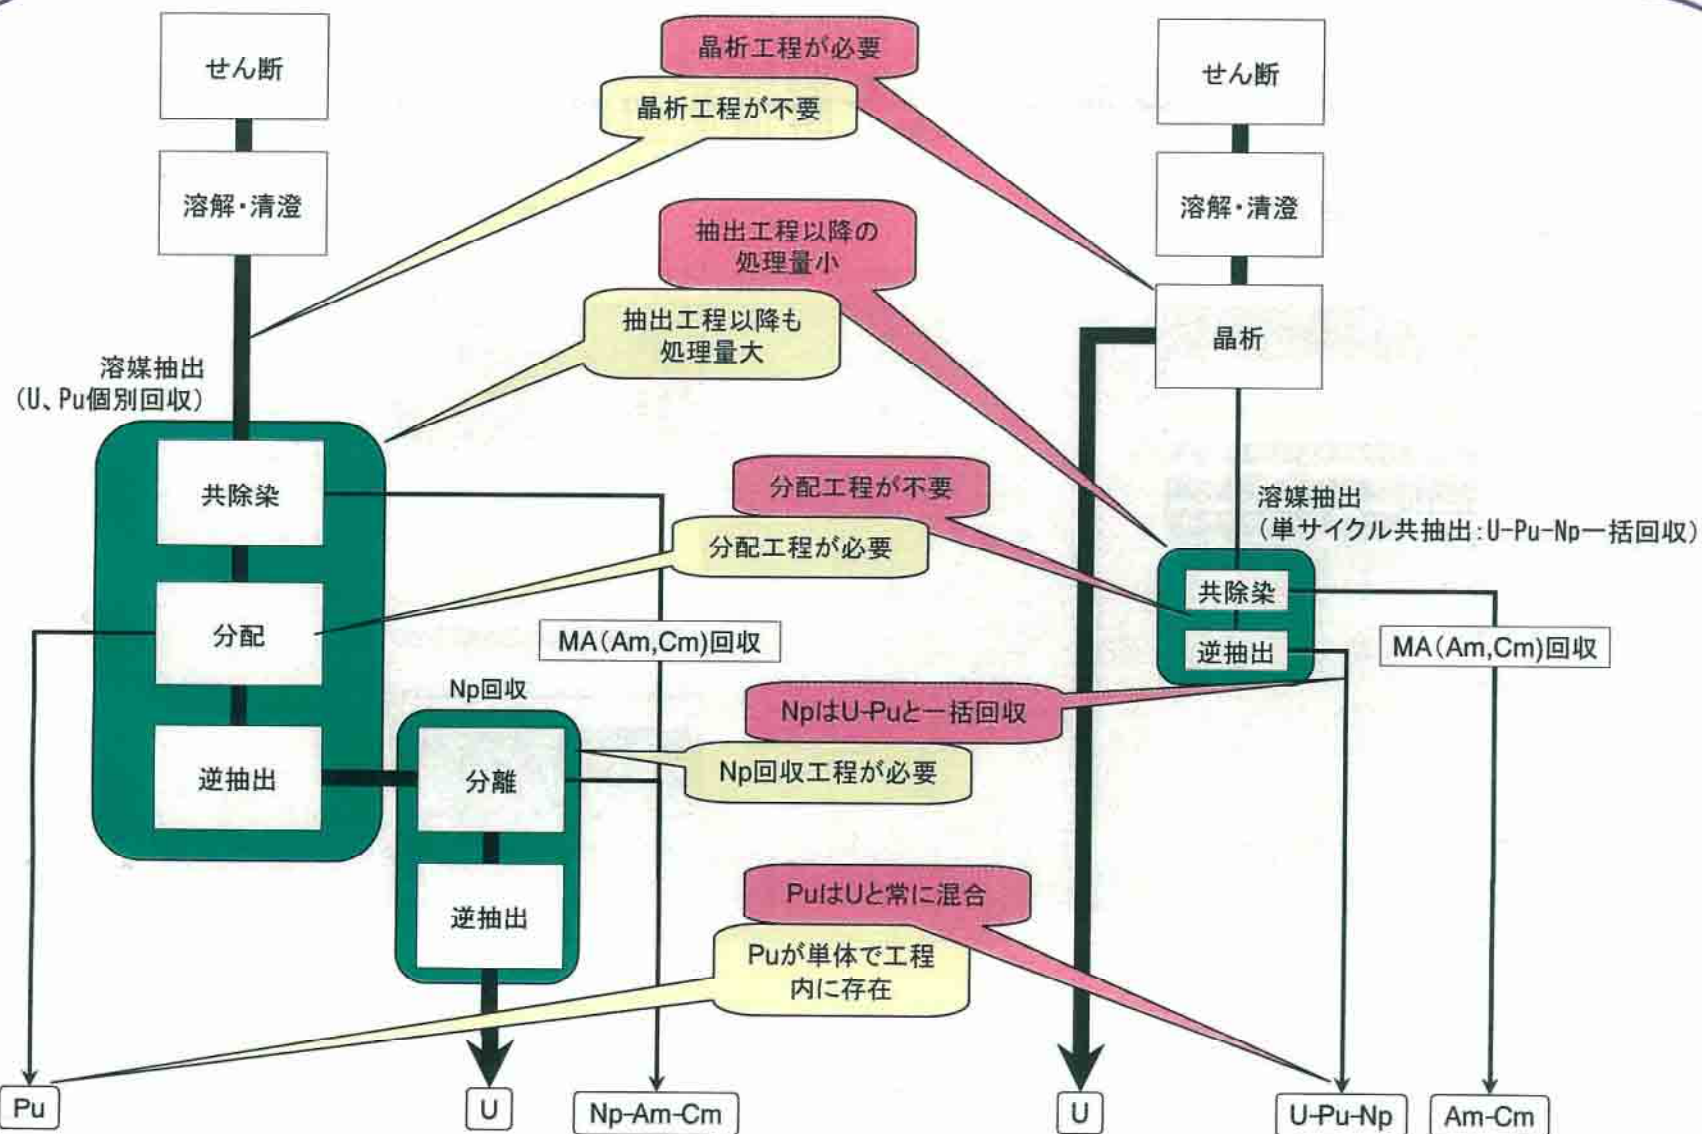 せん断
溶解・清澄
溶媒抽出
(U、Pu個別回収)
共除染
分配
逆抽出
MA(Am,Cm)回収
Np回収
分離
逆抽出
Pu
U
Np-Am-Cm
晶析工程が必要
晶析工程が不要
抽出工程以降の
処理量小
抽出工程以降も
処理量大
分配工程が不要
分配工程が必要
NpはU-Puと一括回収
Np回収工程が必要
PuはUと常に混合
Puが単体で工程
内に存在
せん断
溶解・清澄
晶析
溶媒抽出
(単サイクル共抽出:U-Pu-Np一括回収)
共除染
逆抽出
MA(Am,Cm)回収
U
U-Pu-Np
Am-Cm